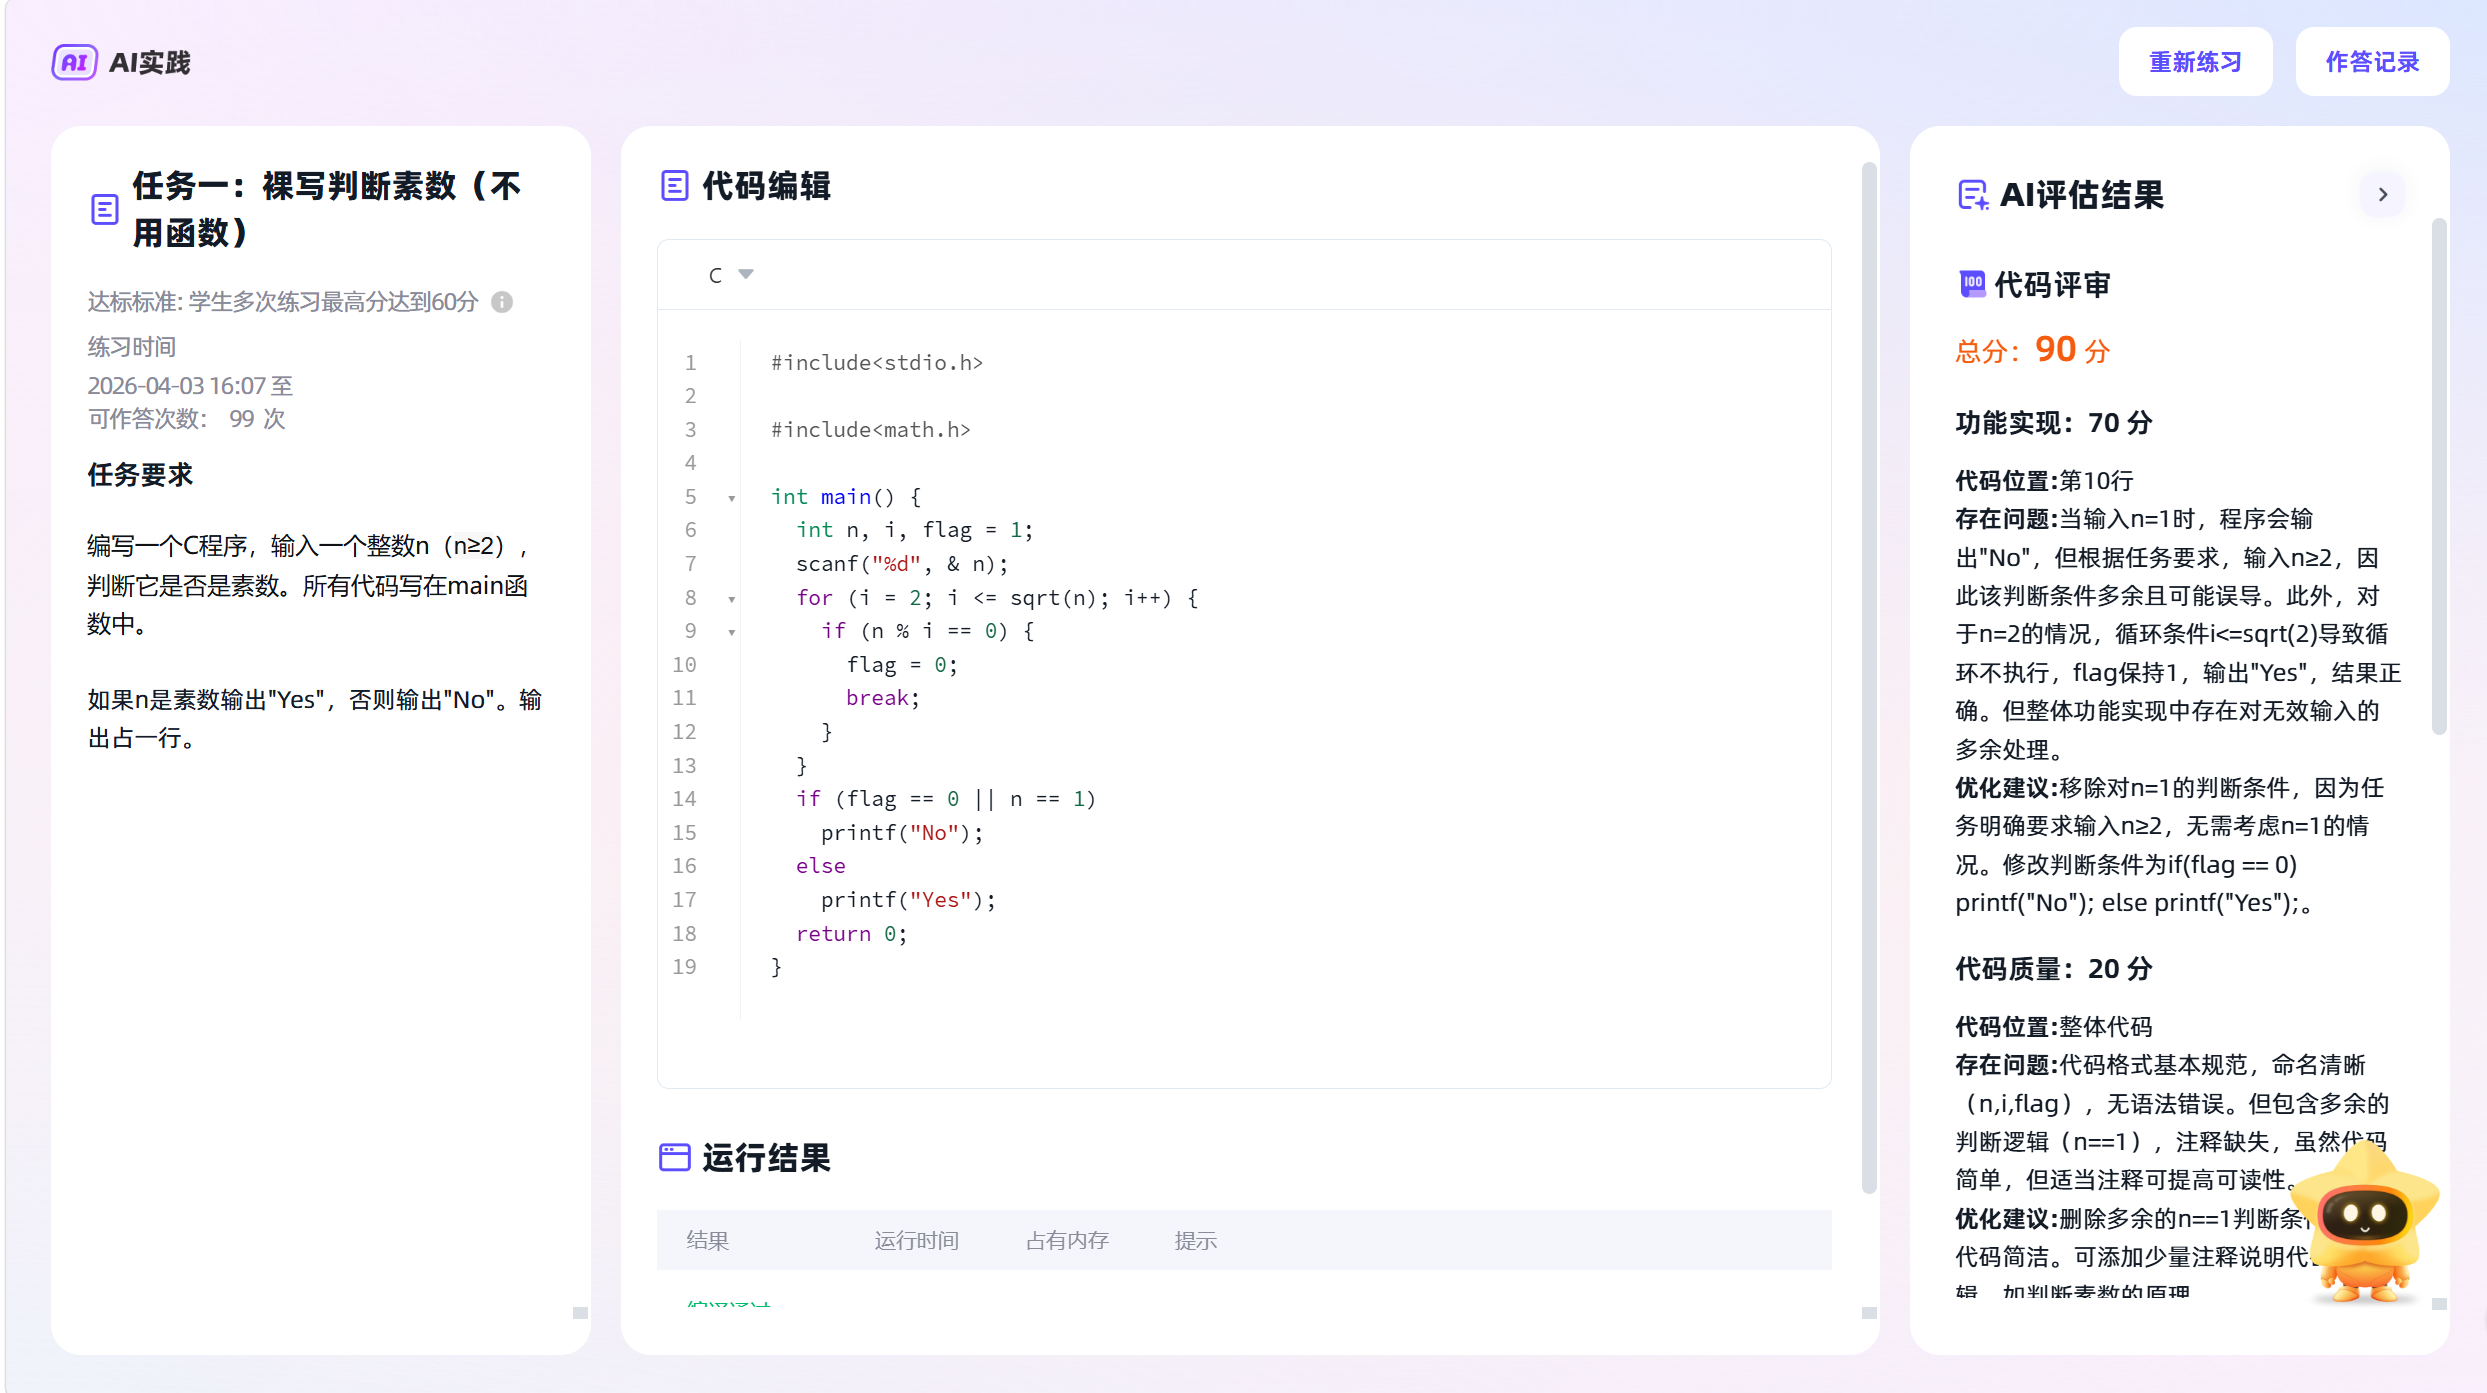 AI AI实践
重新练习
作答记录
任务一：裸写判断素数（不
用函数）
达标标准: 学生多次练习最高分达到60分
练习时间
2026-04-03 16:07 至
可作答次数： 99 次
任务要求
编写一个C程序，输入一个整数n（n≥2），
判断它是否是素数。所有代码写在main函
数中。
如果n是素数输出"Yes"，否则输出"No"。输
出占一行。
代码编辑
C
1 #include<stdio.h>
2
3 #include<math.h>
4
5 int main() {
6 int n, i, flag = 1;
7 scanf("%d", & n);
8 for (i = 2; i <= sqrt(n); i++) {
9 if (n % i == 0) {
10 flag = 0;
11 break;
12 }
13 }
14 if (flag == 0 || n == 1)
15 printf("No");
16 else
17 printf("Yes");
18 return 0;
19 }
运行结果
结果 运行时间 占有内存 提示
AI评估结果
100 代码评审
总分：90 分
功能实现：70 分
代码位置:第10行
存在问题:当输入n=1时，程序会输
出"No"，但根据任务要求，输入n≥2，因
此该判断条件多余且可能误导。此外，对
于n=2的情况，循环条件i<=sqrt(2)导致循
环不执行，flag保持1，输出"Yes"，结果正
确。但整体功能实现中存在对无效输入的
多余处理。
优化建议:移除对n=1的判断条件，因为任
务明确要求输入n≥2，无需考虑n=1的情
况。修改判断条件为if(flag == 0)
printf("No"); else printf("Yes");。
代码质量：20 分
代码位置:整体代码
存在问题:代码格式基本规范，命名清晰
（n,i,flag），无语法错误。但包含多余的
判断逻辑（n==1），注释缺失，虽然代码
简单，但适当注释可提高可读性。
优化建议:删除多余的n==1判断条
代码简洁。可添加少量注释说明代
辑，如判断素数的原理